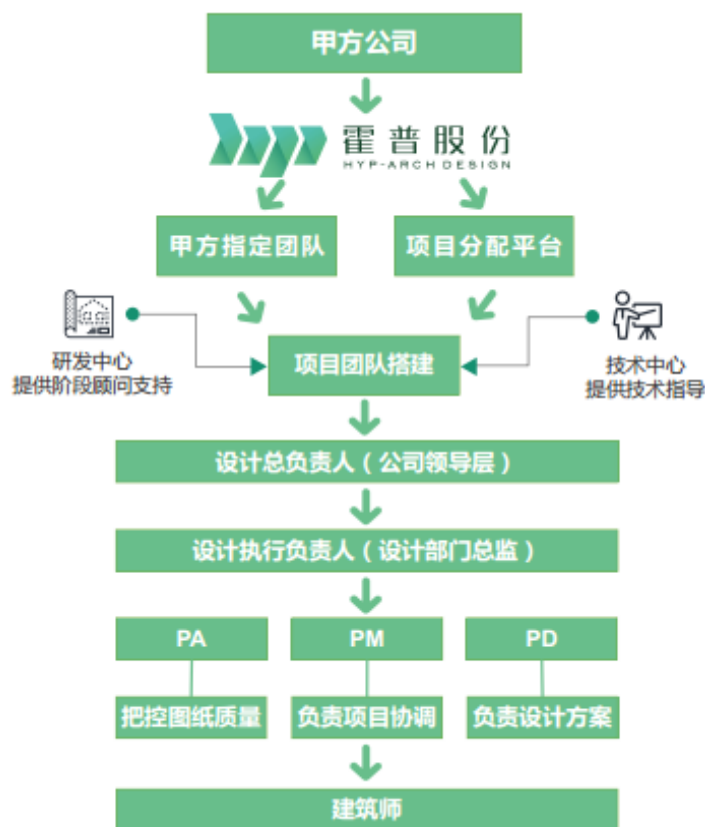 甲方公司
hyp 霍普股份
HYP-ARCH DESIGN
甲方指定团队
项目分配平台
研发中心
提供阶段顾问支持
项目团队搭建
技术中心
提供技术指导
设计总负责人（公司领导层）
设计执行负责人（设计部门总监）
PA
PM
PD
把控图纸质量
负责项目协调
负责设计方案
建筑师